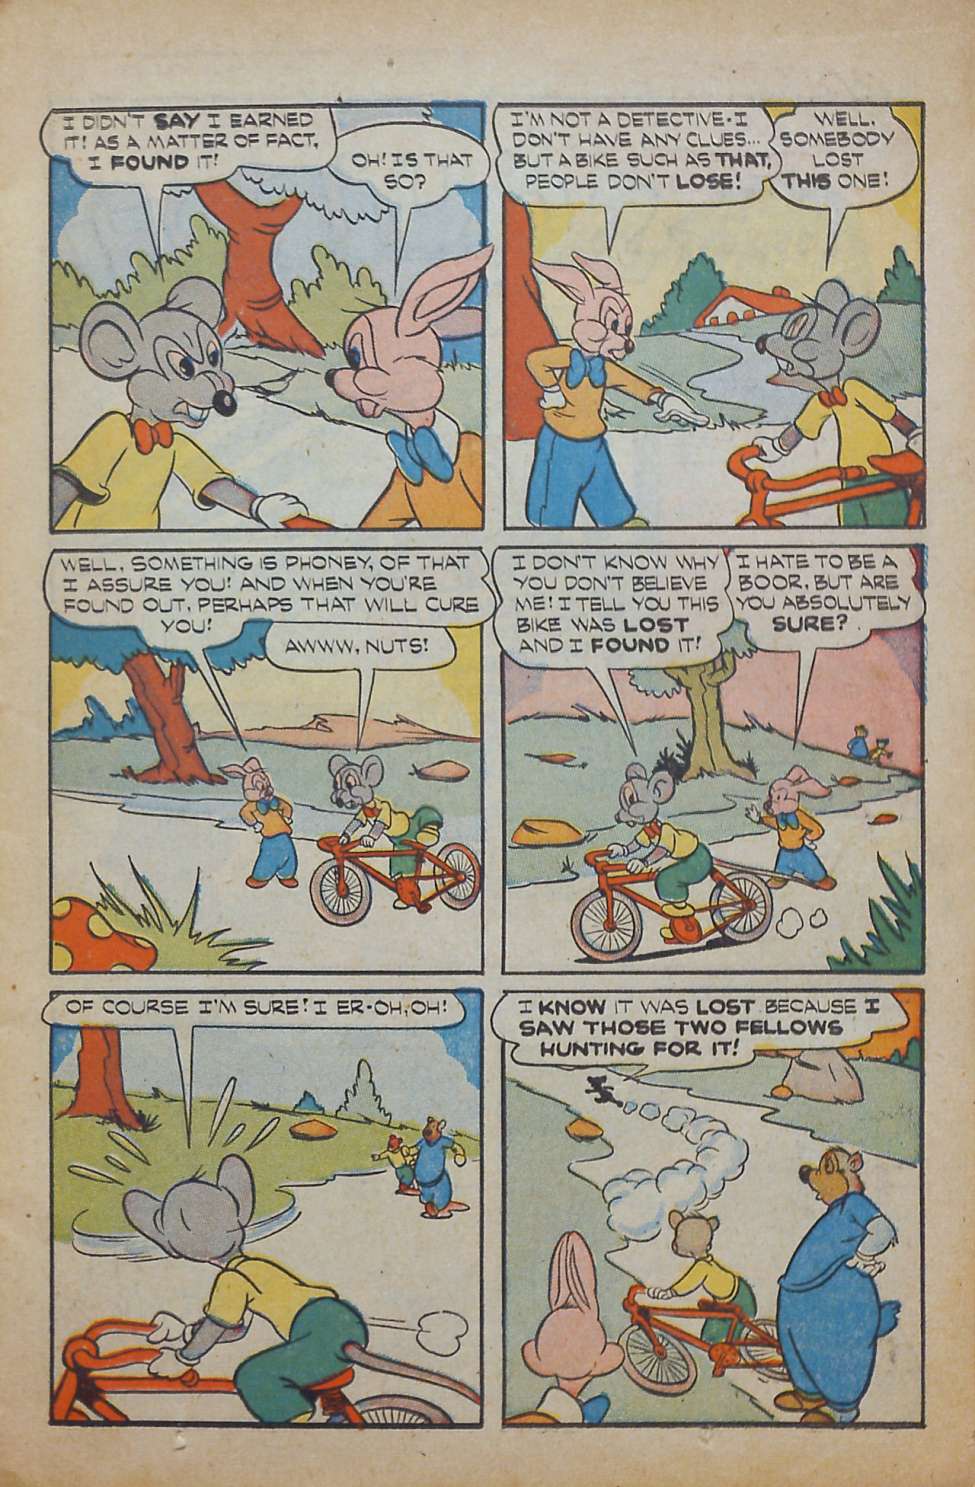 I DIDN'T SAY I EARNED
IT! AS A MATTER OF FACT,
I FOUND IT!
OH! IS THAT
SO?
I'M NOT A DETECTIVE - I
DON'T HAVE ANY CLUES...
BUT A BIKE SUCH AS THAT,
PEOPLE DON'T LOSE!
WELL,
SOMEBODY
LOST
THIS ONE!
WELL, SOMETHING IS PHONEY, OF THAT
I ASSURE YOU! AND WHEN YOU'RE
FOUND OUT, PERHAPS THAT WILL CURE
YOU!
AWWW, NUTS!
I DON'T KNOW WHY
YOU DON'T BELIEVE
ME! I TELL YOU THIS
BIKE WAS LOST
AND I FOUND IT!
I HATE TO BE A
BOOR, BUT ARE
YOU ABSOLUTELY
SURE?
OF COURSE I'M SURE! I ER-OH, OH!
I KNOW IT WAS LOST BECAUSE I
SAW THOSE TWO FELLOWS
HUNTING FOR IT!